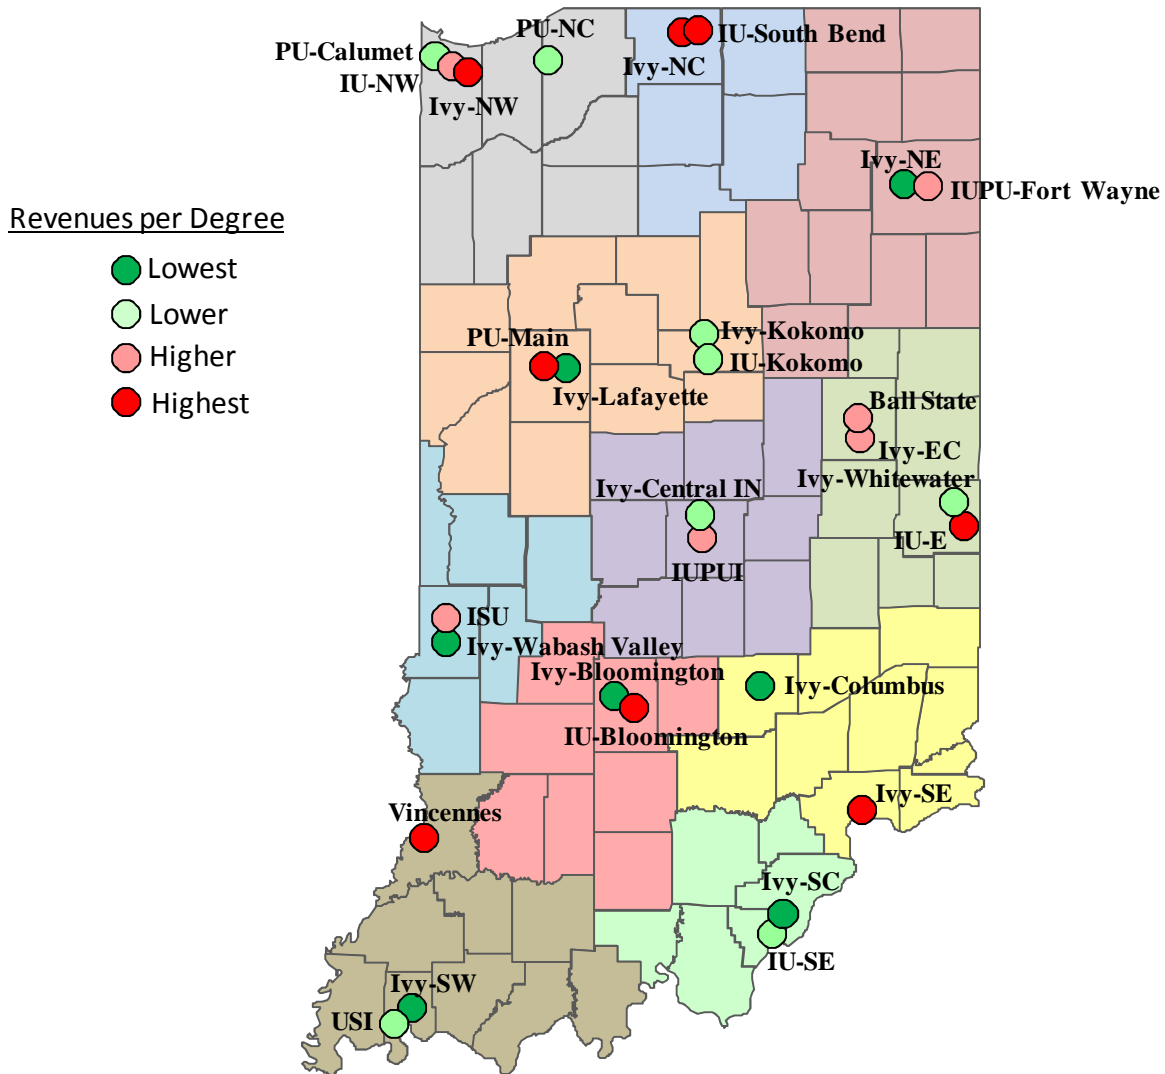 PU-NC
IU-South Bend
PU-Calumet
IU-NW
Ivy-NC
Ivy-NW
Ivy-NE
IUPU-Fort Wayne
Revenues per Degree
Lowest
Lower
Higher
Highest
Ivy-Kokomo
PU-Main
IU-Kokomo
Ivy-Lafayette
Ball State
Ivy-EC
Ivy-Whitewater
Ivy-Central IN
IU-E
IUPUI
ISU
Ivy-Wabash Valley
Ivy-Bloomington
Ivy-Columbus
IU-Bloomington
Ivy-SE
Vincennes
Ivy-SC
IU-SE
Ivy-SW
USI